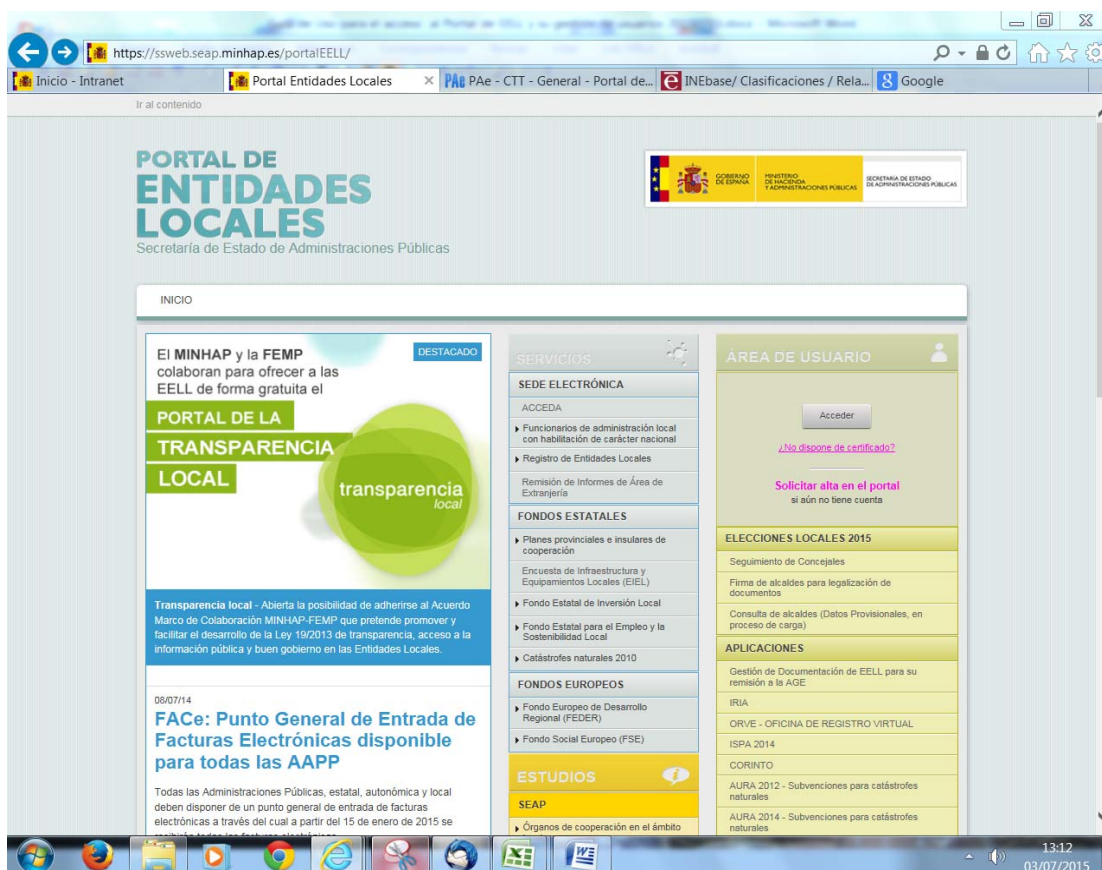 https://ssweb.seap.minhap.es/portalEELL/
Inicio - Intranet
Portal Entidades Locales
PAe PAe - CTT - General - Portal de...
INEbase/ Clasificaciones / Rela...
Google
Ir al contenido
PORTAL DE
ENTIDADES
LOCALES
Secretaría de Estado de Administraciones Públicas
GOBIERNO
DE ESPAÑA
MINISTERIO
DE HACIENDA
Y ADMINISTRACIONES PÚBLICAS
SECRETARÍA DE ESTADO
DE ADMINISTRACIONES PÚBLICAS
INICIO
El MINHAP y la FEMP
colaboran para ofrecer a las
EELL de forma gratuita el
DESTACADO
PORTAL DE LA
TRANSPARENCIA
LOCAL
transparencia
local
Transparencia local - Abierta la posibilidad de adherirse al Acuerdo
Marco de Colaboración MINHAP-FEMP que pretende promover y
facilitar el desarrollo de la Ley 19/2013 de transparencia, acceso a la
información pública y buen gobierno en las Entidades Locales.
08/07/14
FACe: Punto General de Entrada de
Facturas Electrónicas disponible
para todas las AAPP
Todas las Administraciones Públicas, estatal, autonómica y local
deben disponer de un punto general de entrada de facturas
electrónicas a través del cual a partir del 15 de enero de 2015 se
recibirán todas las facturas electrónicas
SERVICIOS
SEDE ELECTRÓNICA
ACCEDA
Funcionarios de administración local
con habilitación de carácter nacional
Registro de Entidades Locales
Remisión de Informes de Área de
Extranjería
FONDOS ESTATALES
Planes provinciales e insulares de
cooperación
Encuesta de Infraestructura y
Equipamientos Locales (EIEL)
Fondo Estatal de Inversión Local
Fondo Estatal para el Empleo y la
Sostenibilidad Local
Catástrofes naturales 2010
FONDOS EUROPEOS
Fondo Europeo de Desarrollo
Regional (FEDER)
Fondo Social Europeo (FSE)
ESTUDIOS
SEAP
Órganos de cooperación en el ámbito
ÁREA DE USUARIO
Acceder
¿No dispone de certificado?
Solicitar alta en el portal
si aún no tiene cuenta
ELECCIONES LOCALES 2015
Seguimiento de Concejales
Firma de alcaldes para legalización de
documentos
Consulta de alcaldes (Datos Provisionales, en
proceso de carga)
APLICACIONES
Gestión de Documentación de EELL para su
remisión a la AGE
IRIA
ORVE - OFICINA DE REGISTRO VIRTUAL
ISPA 2014
CORINTO
AURA 2012 - Subvenciones para catástrofes
naturales
AURA 2014 - Subvenciones para catástrofes
naturales
13:12
03/07/2015